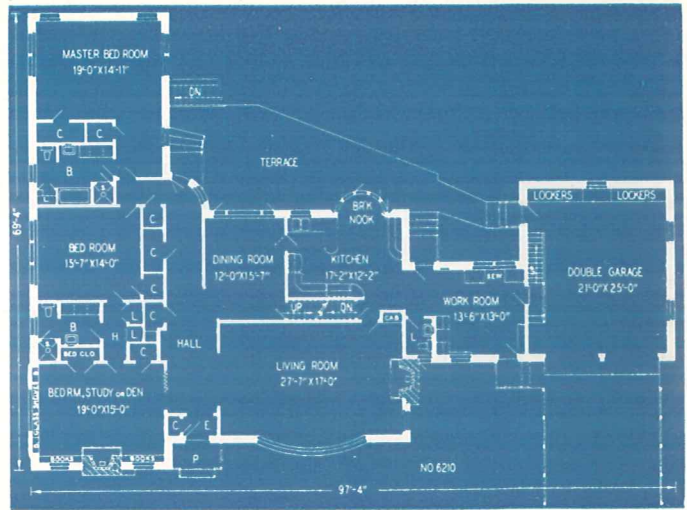 MASTER BED ROOM
19'-0"X14'-11"
DN
C
C
B
L
S
TERRACE
BR'K
NOOK
LOCKERS
LOCKERS
69'-4"
BED ROOM
15'-7"X14'-0"
C
C
C
DINING ROOM
12'-0"X15'-7"
KITCHEN
17'-2"X12'-2"
SEW
DOUBLE GARAGE
21'-0"X25'-0"
WORK ROOM
13'-6"X13'-0"
UP
DN
CAB
L
B
S
H
L
L
C
C
BED CLO
HALL
LIVING ROOM
27'-7"X17'-0"
BED RM, STUDY OR DEN
19'-0"X15'-0"
C
E
P
BOOKS
BOOKS
NO 6210
97'-4"